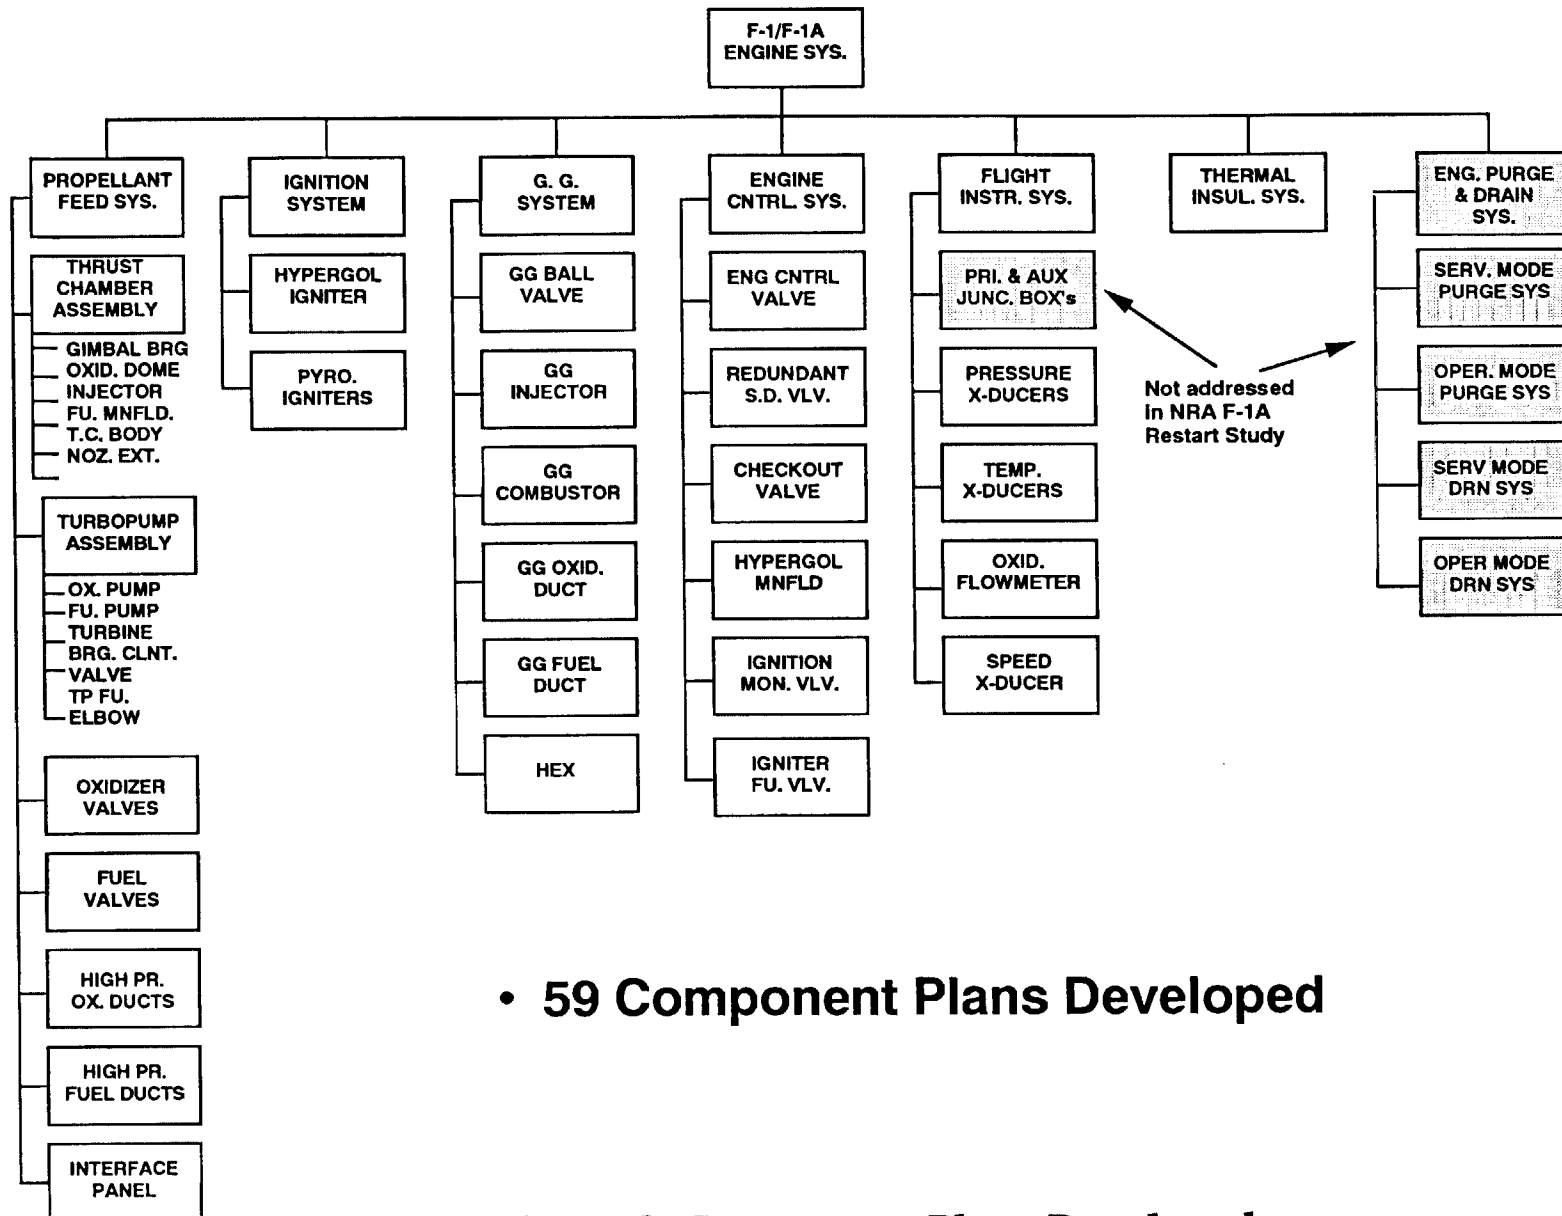 F-1/F-1A
ENGINE SYS.
PROPELLANT
FEED SYS.
THRUST
CHAMBER
ASSEMBLY
GIMBAL BRG
OXID. DOME
INJECTOR
FU. MNFLD.
T.C. BODY
NOZ. EXT.
TURBOPUMP
ASSEMBLY
OX. PUMP
FU. PUMP
TURBINE
BRG. CLNT.
VALVE
TP FU.
ELBOW
OXIDIZER
VALVES
FUEL
VALVES
HIGH PR.
OX. DUCTS
HIGH PR.
FUEL DUCTS
INTERFACE
PANEL
IGNITION
SYSTEM
HYPERGOL
IGNITER
PYRO.
IGNITERS
G. G.
SYSTEM
GG BALL
VALVE
GG
INJECTOR
GG
COMBUSTOR
GG OXID.
DUCT
GG FUEL
DUCT
HEX
ENGINE
CNTRL. SYS.
ENG CNTRL
VALVE
REDUNDANT
S.D. VLV.
CHECKOUT
VALVE
HYPERGOL
MNFLD
IGNITION
MON. VLV.
IGNITER
FU. VLV.
FLIGHT
INSTR. SYS.
PRI. & AUX
JUNC. BOX's
PRESSURE
X-DUCERS
TEMP.
X-DUCERS
OXID.
FLOWMETER
SPEED
X-DUCER
THERMAL
INSUL. SYS.
ENG. PURGE
& DRAIN
SYS.
SERV. MODE
PURGE SYS
OPER. MODE
PURGE SYS
SERV MODE
DRN SYS
OPER MODE
DRN SYS
Not addressed
in NRA F-1A
Restart Study
• 59 Component Plans Developed